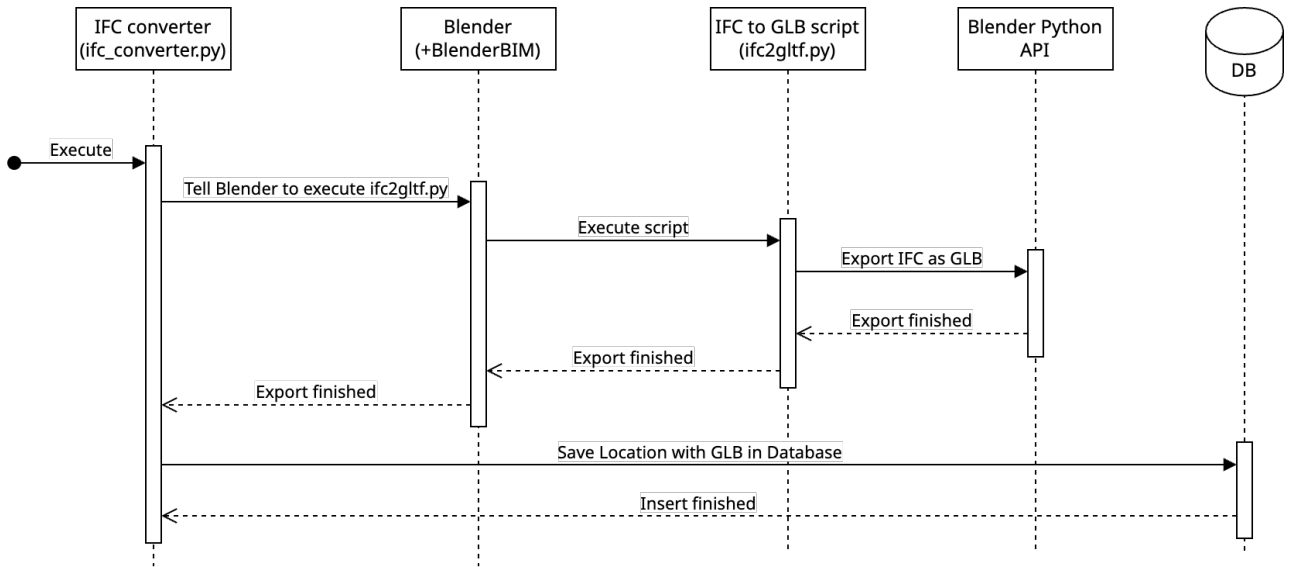 IFC converter
(ifc_converter.py)
Blender
(+BlenderBIM)
IFC to GLB script
(ifc2gltf.py)
Blender Python
API
DB
Execute
Tell Blender to execute ifc2gltf.py
Execute script
Export IFC as GLB
Export finished
Export finished
Export finished
Save Location with GLB in Database
Insert finished